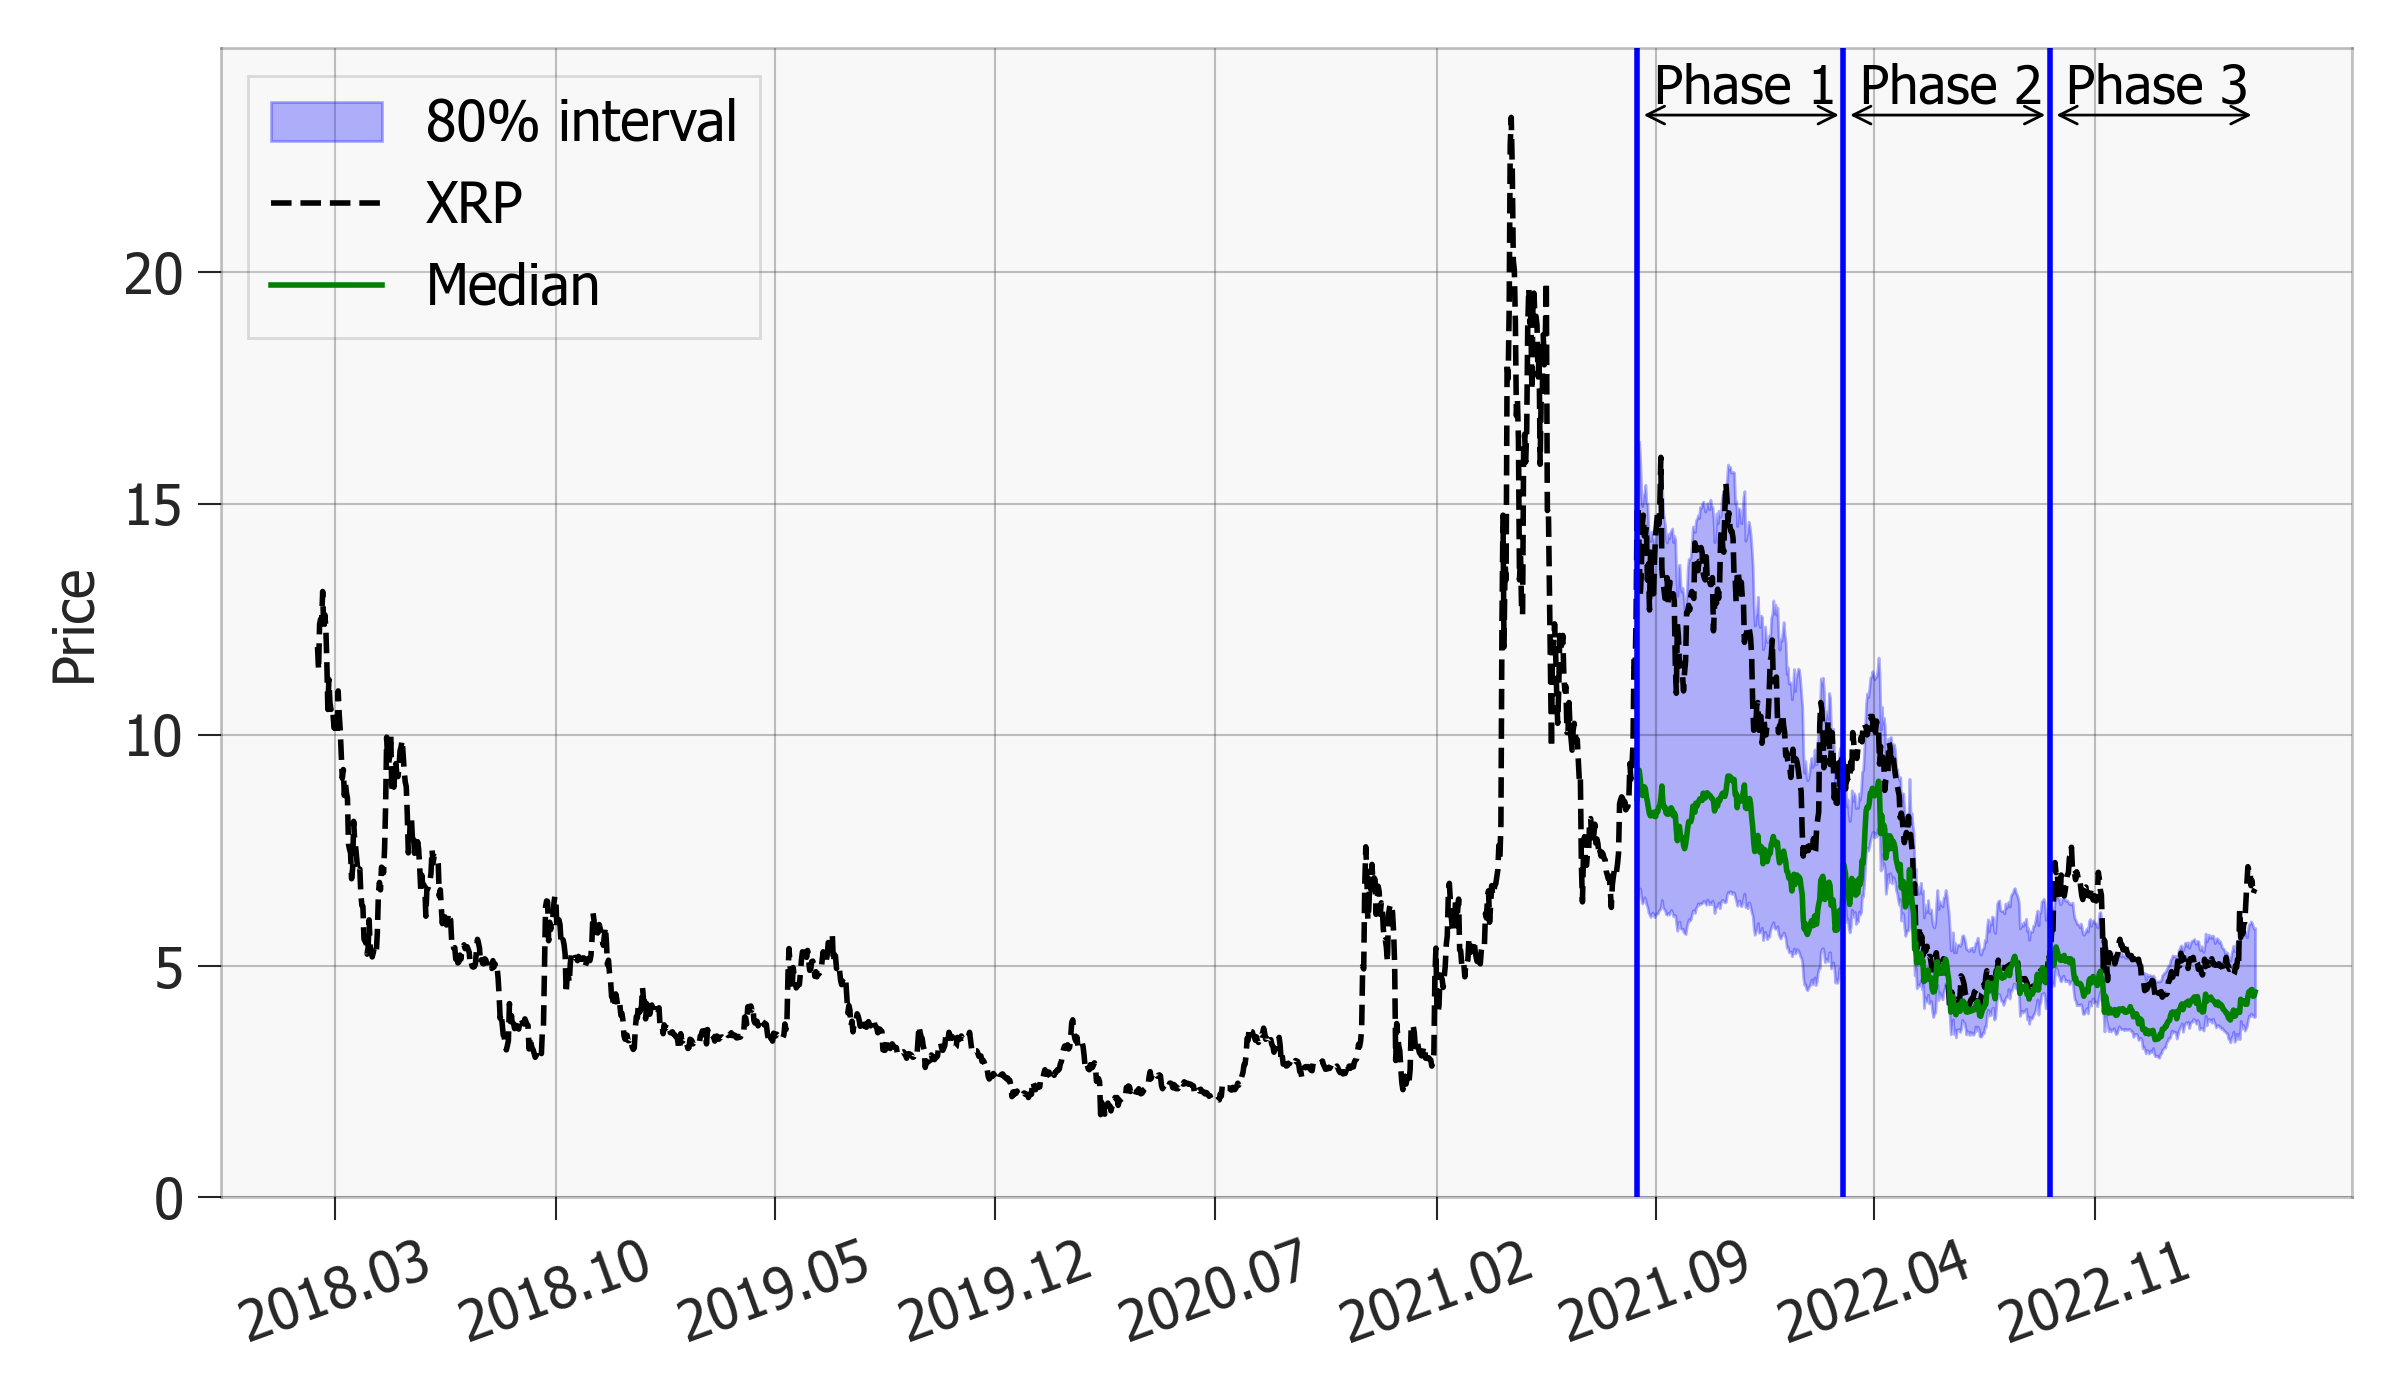 80% interval
XRP
Median
Phase 1
Phase 2
Phase 3
Price
20
15
10
5
0
2018.03
2018.10
2019.05
2019.12
2020.07
2021.02
2021.09
2022.04
2022.11